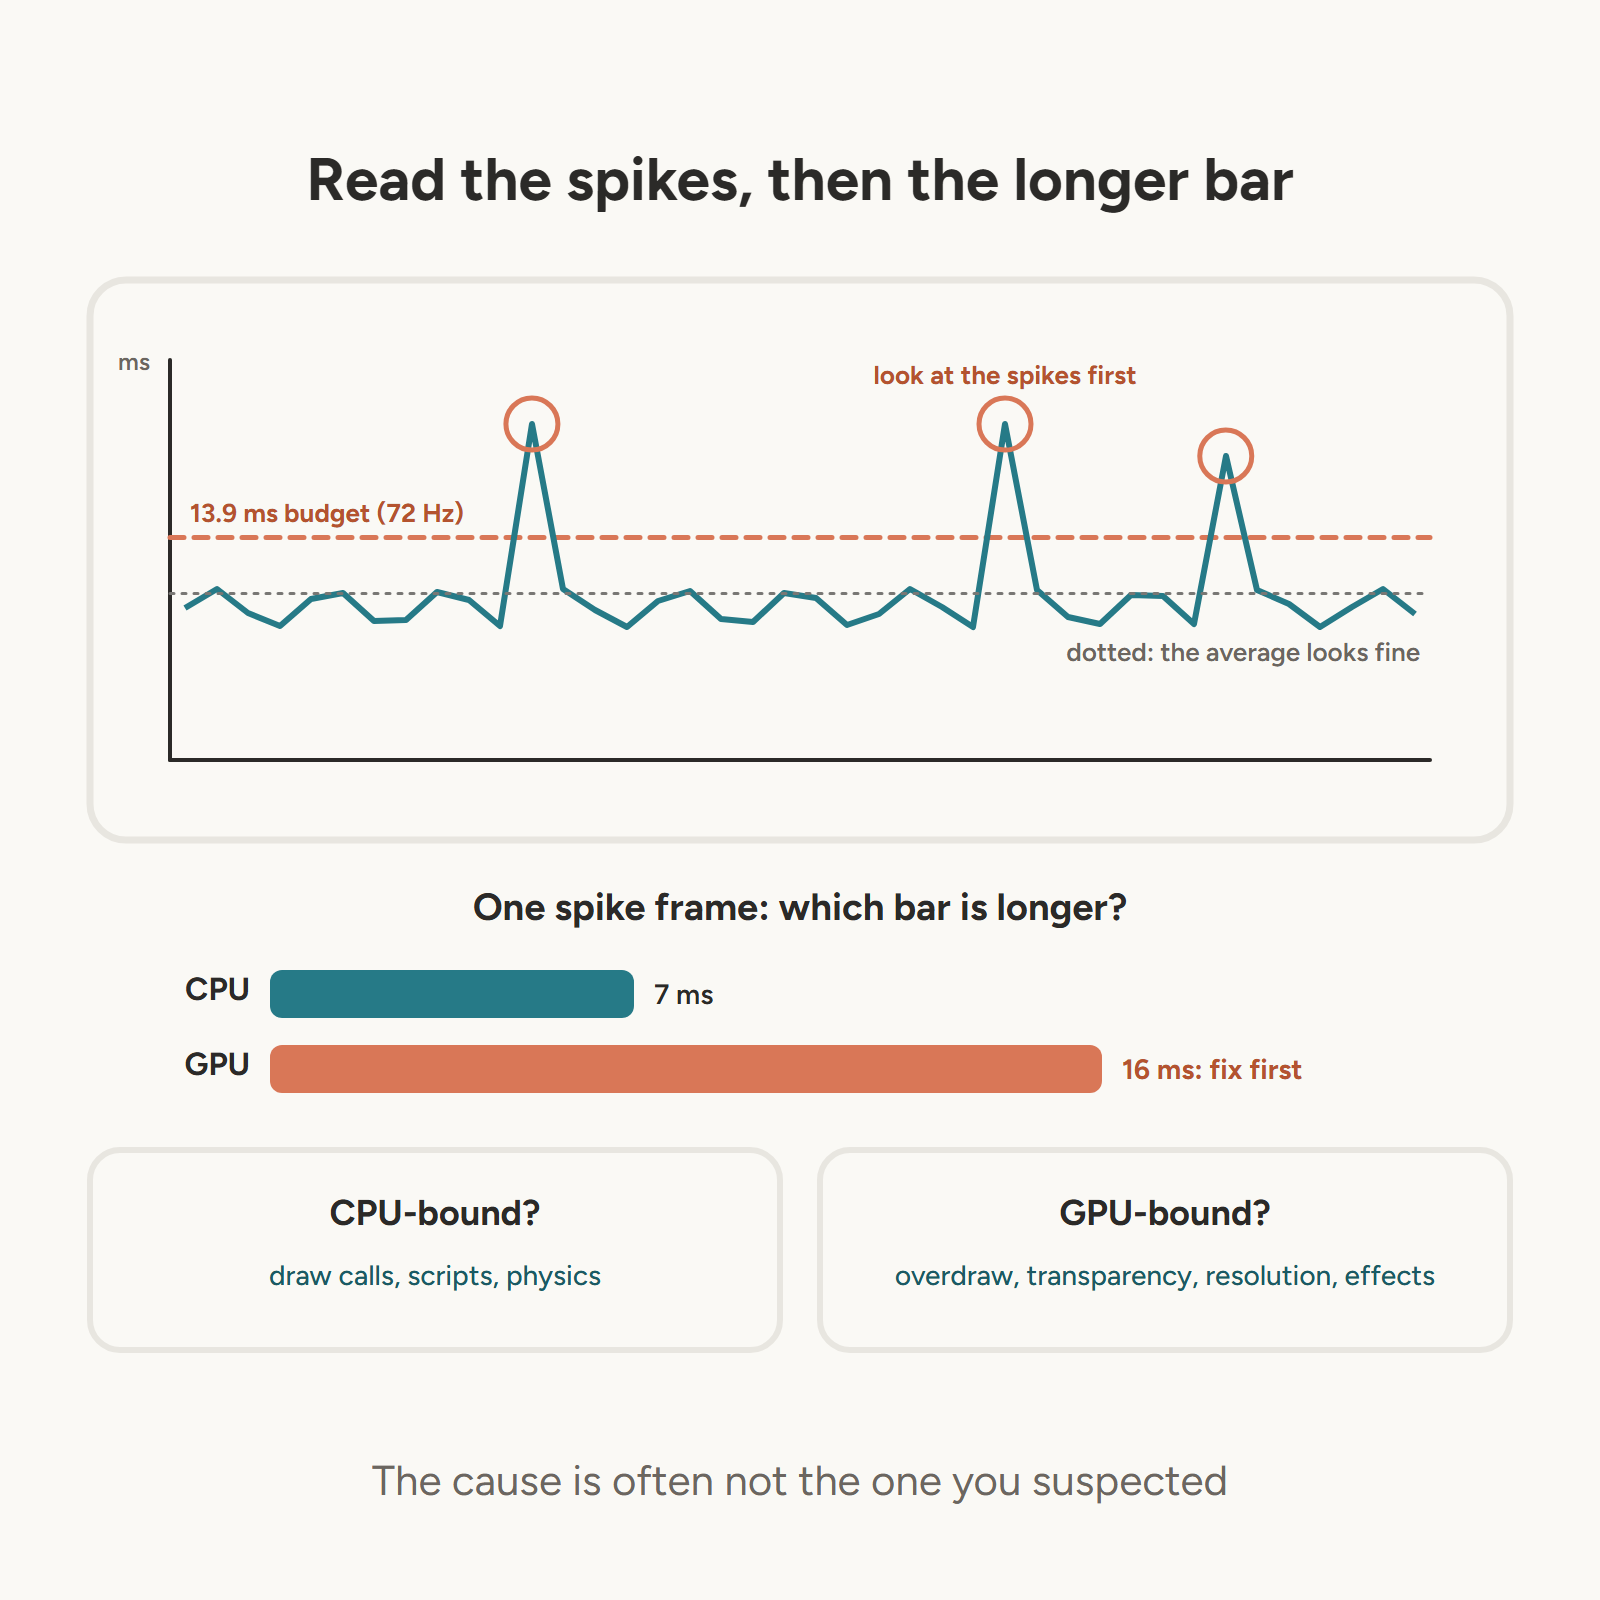 Read the spikes, then the longer bar
ms
look at the spikes first
13.9 ms budget (72 Hz)
dotted: the average looks fine
One spike frame: which bar is longer?
CPU
7 ms
GPU
16 ms: fix first
CPU-bound?
draw calls, scripts, physics
GPU-bound?
overdraw, transparency, resolution, effects
The cause is often not the one you suspected